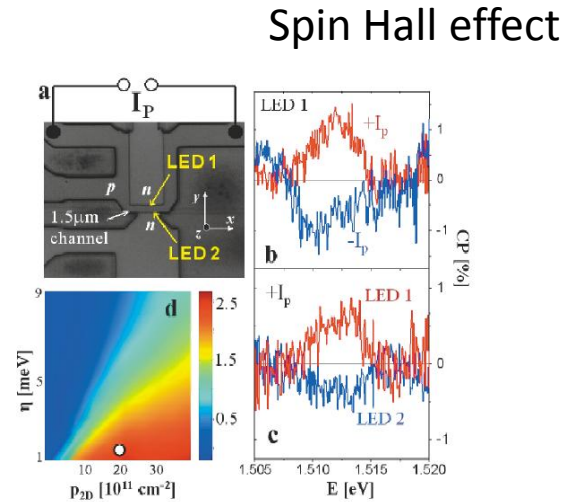 Spin Hall effect
a
I_P
LED 1
p
n
y
1.5μm
channel
z
x
n
LED 2
LED 1
+I_p
1
0
-I_p
-1
b
CP [%]
+I_p
LED 1
1
0
LED 2
-1
c
1.505
1.510
1.515
1.520
E [eV]
9
d
2.5
η [meV]
5
1.5
0.5
1
10
20
30
p_2D [10^11 cm^-2]